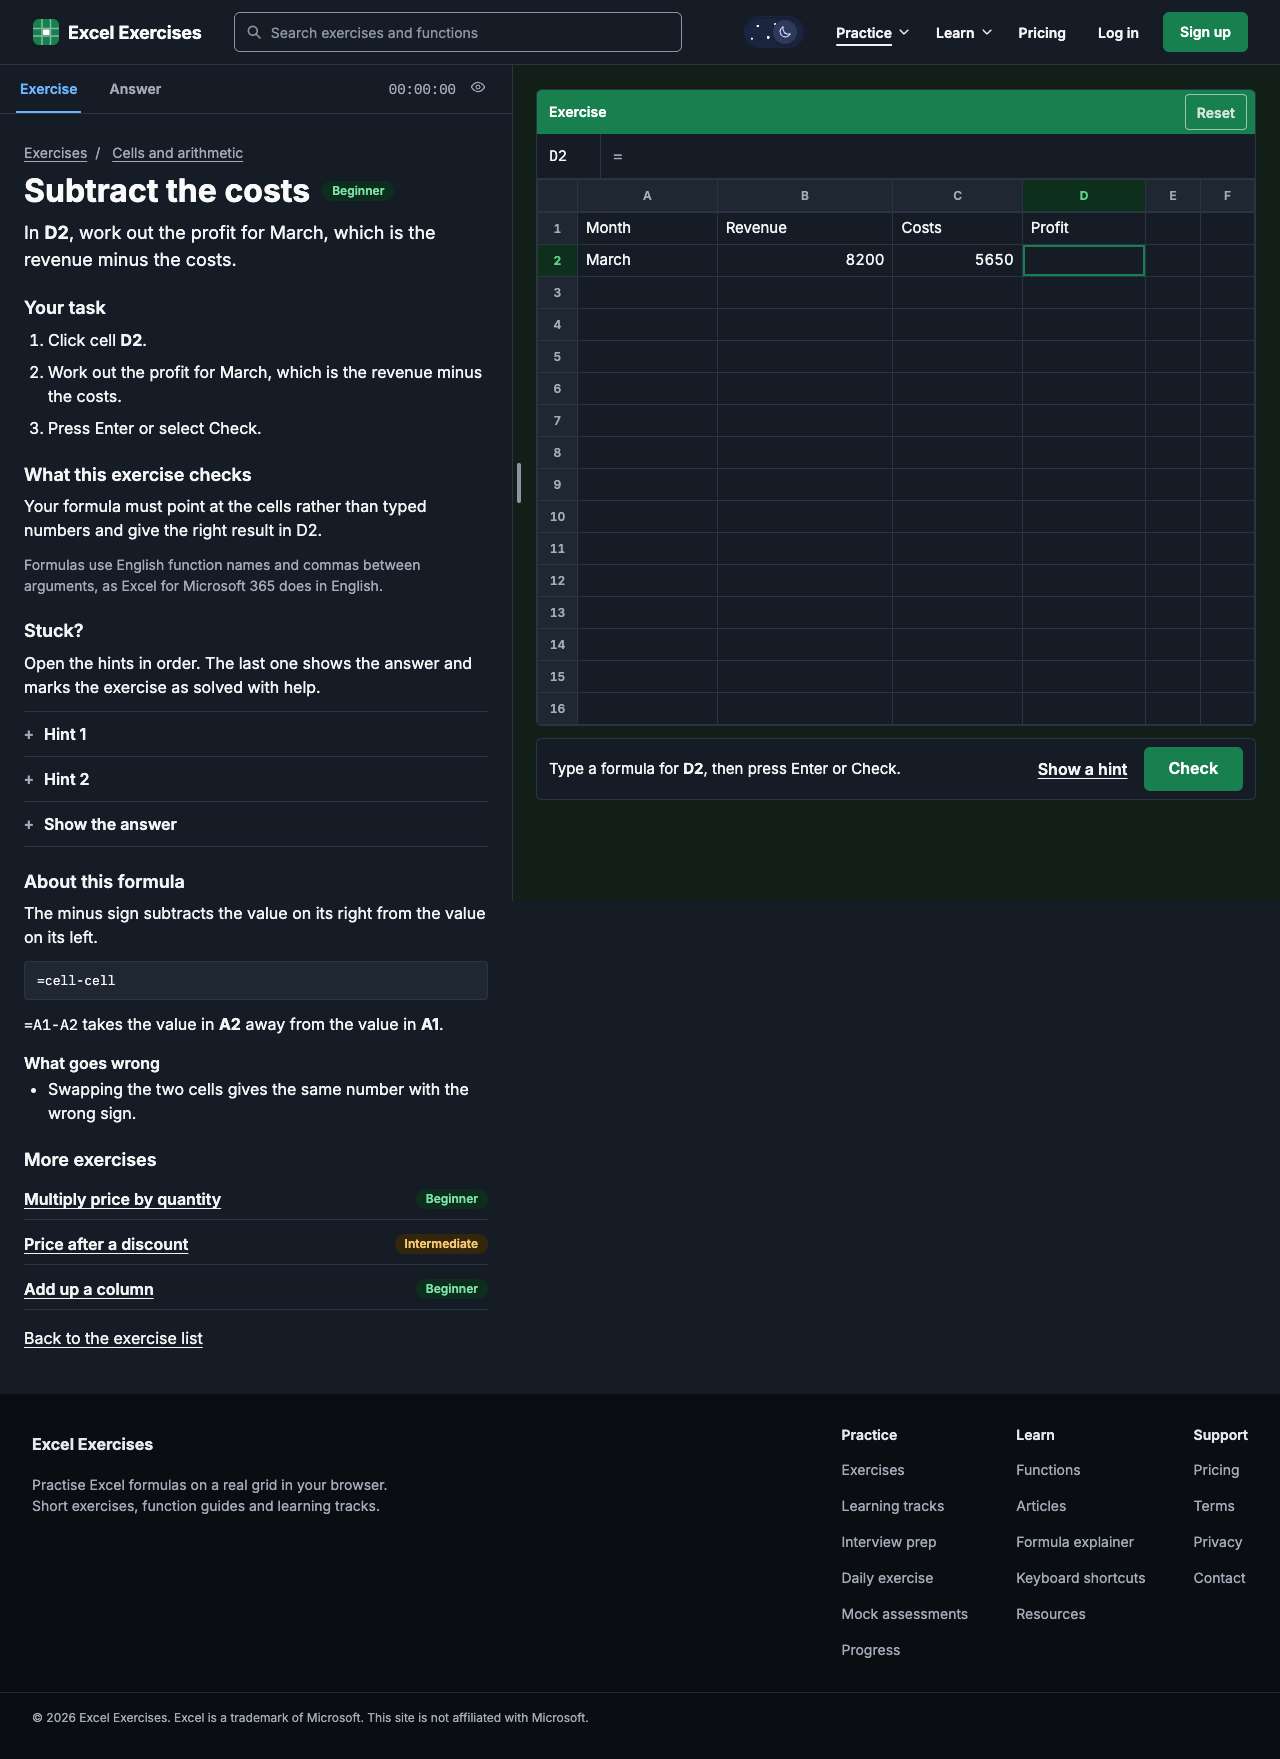 Excel Exercises
Search exercises and functions
Practice
Learn
Pricing
Log in
Sign up
Exercise
Answer
00:00:00
Exercises / Cells and arithmetic
Subtract the costs
Beginner
In D2, work out the profit for March, which is the
revenue minus the costs.
Your task
1. Click cell D2.
2. Work out the profit for March, which is the revenue minus
the costs.
3. Press Enter or select Check.
What this exercise checks
Your formula must point at the cells rather than typed
numbers and give the right result in D2.
Formulas use English function names and commas between
arguments, as Excel for Microsoft 365 does in English.
Stuck?
Open the hints in order. The last one shows the answer and
marks the exercise as solved with help.
+ Hint 1
+ Hint 2
+ Show the answer
About this formula
The minus sign subtracts the value on its right from the value
on its left.
=cell-cell
=A1-A2 takes the value in A2 away from the value in A1.
What goes wrong
• Swapping the two cells gives the same number with the
wrong sign.
More exercises
Multiply price by quantity Beginner
Price after a discount Intermediate
Add up a column Beginner
Back to the exercise list
Exercise
Reset
D2 =
A B C D E F
1 Month Revenue Costs Profit
2 March 8200 5650
3
4
5
6
7
8
9
10
11
12
13
14
15
16
Type a formula for D2, then press Enter or Check.
Show a hint
Check
Excel Exercises
Practise Excel formulas on a real grid in your browser.
Short exercises, function guides and learning tracks.
Practice
Exercises
Learning tracks
Interview prep
Daily exercise
Mock assessments
Progress
Learn
Functions
Articles
Formula explainer
Keyboard shortcuts
Resources
Support
Pricing
Terms
Privacy
Contact
© 2026 Excel Exercises. Excel is a trademark of Microsoft. This site is not affiliated with Microsoft.